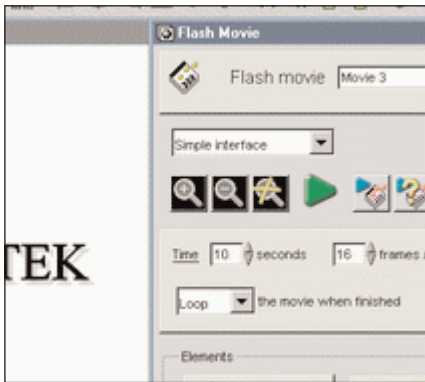 Flash Movie
Flash movie Movie 3
Simple interface
TEK
Time 10 seconds 16 frames
Loop the movie when finished
Elements